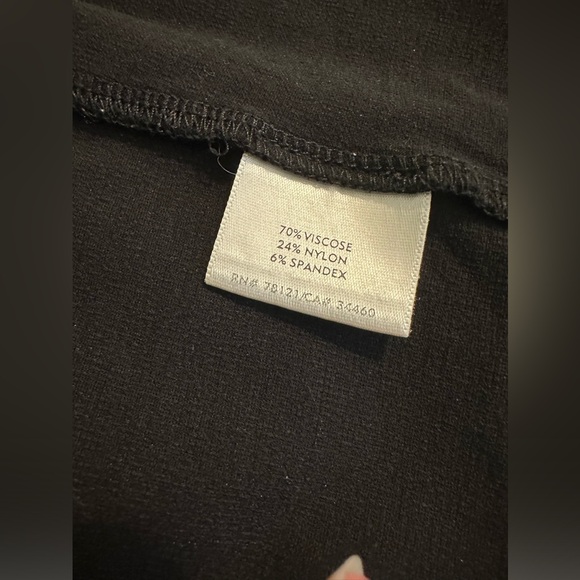 70% VISCOSE
24% NYLON
6% SPANDEX
RN# 78121/CA# 34460